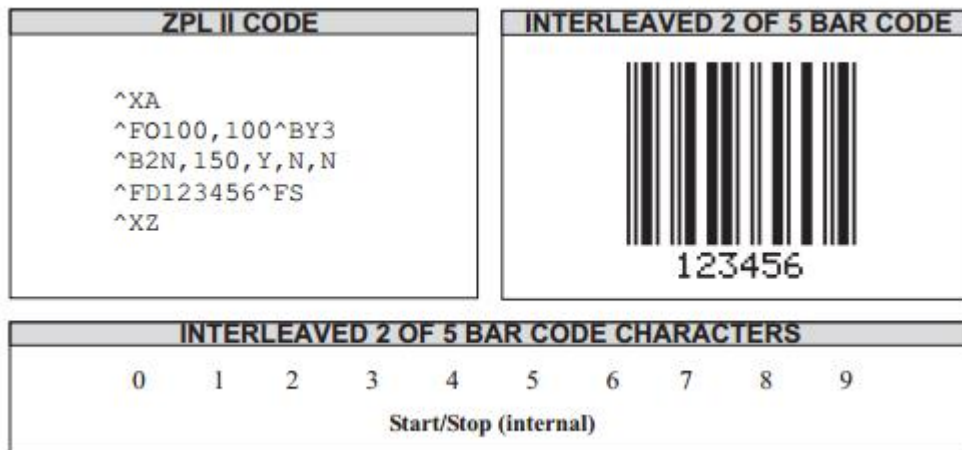 ZPL II CODE
^XA
^FO100,100^BY3
^B2N,150,Y,N,N
^FD123456^FS
^XZ
INTERLEAVED 2 OF 5 BAR CODE
123456
INTERLEAVED 2 OF 5 BAR CODE CHARACTERS
0 1 2 3 4 5 6 7 8 9
Start/Stop (internal)